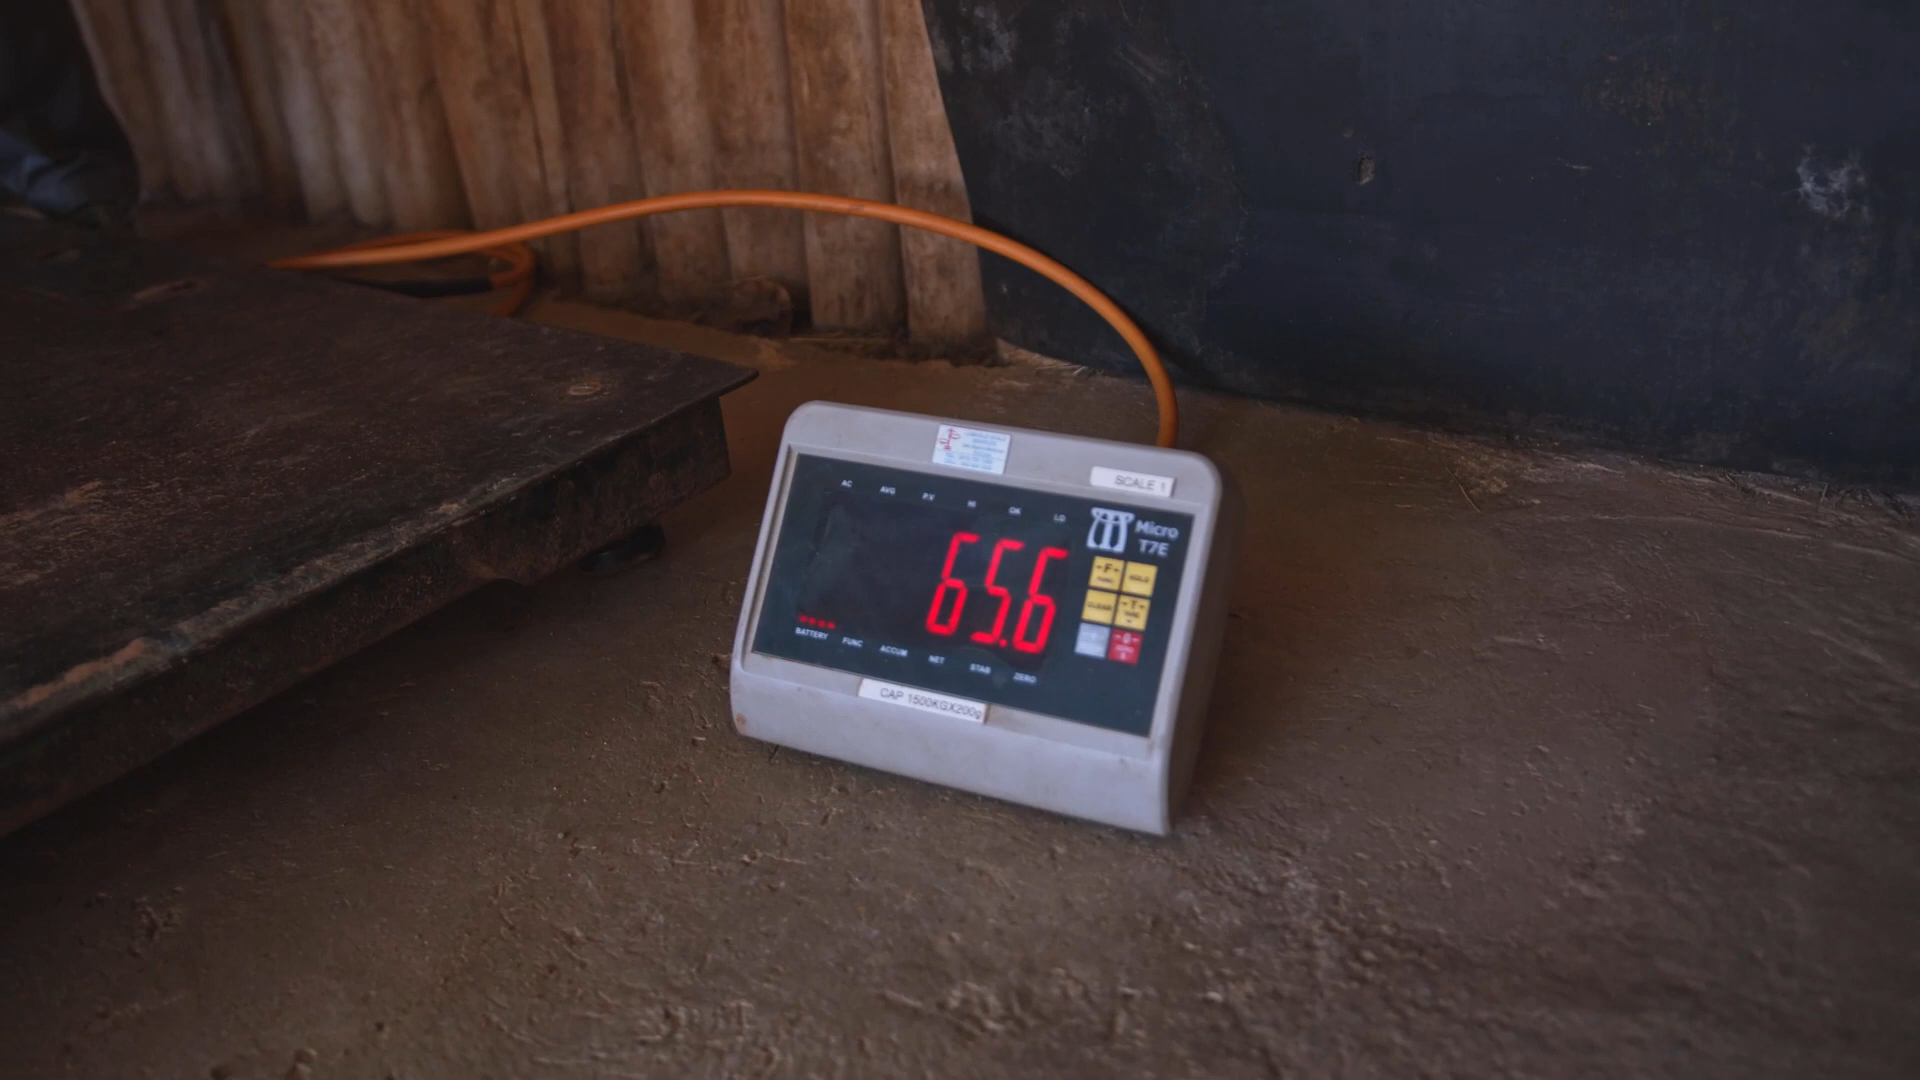 SCALE 1
AC AVG P.V HI OK LO
Micro
T7E
65.6
F
HOLD
CLEAR
T
0
BATTERY FUNC ACCUM NET STAB ZERO
CAP 1500KGX200g